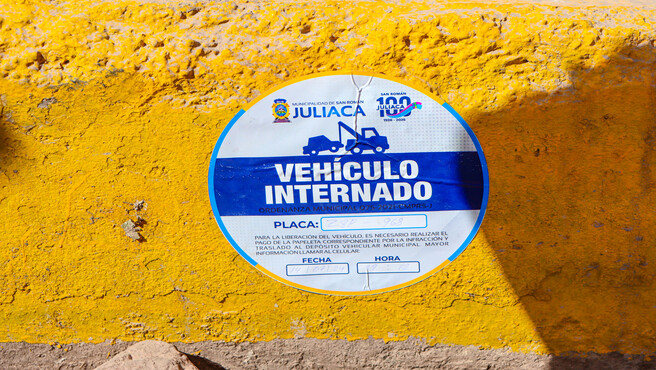 MUNICIPALIDAD DE SAN ROMÁN
JULIACA
SAN ROMÁN
100
JULIACA
1926 - 2026
VEHÍCULO
INTERNADO
PLACA:
PARA LA LIBERACIÓN DEL VEHÍCULO, ES NECESARIO REALIZAR EL
PAGO DE LA PAPELETA CORRESPONDIENTE POR LA INFRACCIÓN Y
TRASLADO AL DEPÓSITO VEHICULAR MUNICIPAL. MAYOR
INFORMACIÓN LLAMAR AL CELULAR:
FECHA
HORA